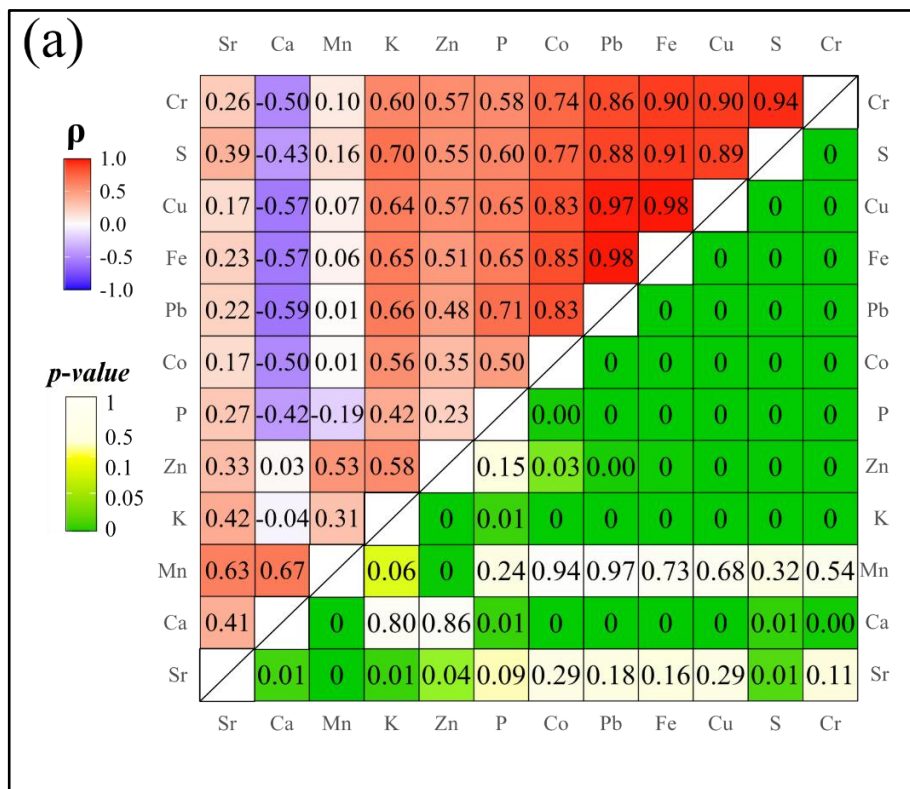 (a)
Sr Ca Mn K Zn P Co Pb Fe Cu S Cr
Cr 0.26 -0.50 0.10 0.60 0.57 0.58 0.74 0.86 0.90 0.90 0.94 Cr
S 0.39 -0.43 0.16 0.70 0.55 0.60 0.77 0.88 0.91 0.89 0 S
Cu 0.17 -0.57 0.07 0.64 0.57 0.65 0.83 0.97 0.98 0 0 Cu
Fe 0.23 -0.57 0.06 0.65 0.51 0.65 0.85 0.98 0 0 0 Fe
Pb 0.22 -0.59 0.01 0.66 0.48 0.71 0.83 0 0 0 0 Pb
Co 0.17 -0.50 0.01 0.56 0.35 0.50 0 0 0 0 0 Co
P 0.27 -0.42 -0.19 0.42 0.23 0.00 0 0 0 0 0 P
Zn 0.33 0.03 0.53 0.58 0.15 0.03 0.00 0 0 0 0 Zn
K 0.42 -0.04 0.31 0 0.01 0 0 0 0 0 0 K
Mn 0.63 0.67 0.06 0 0.24 0.94 0.97 0.73 0.68 0.32 0.54 Mn
Ca 0.41 0 0.80 0.86 0.01 0 0 0 0 0.01 0.00 Ca
Sr 0.01 0 0.01 0.04 0.09 0.29 0.18 0.16 0.29 0.01 0.11 Sr
Sr Ca Mn K Zn P Co Pb Fe Cu S Cr
ρ
1.0
0.5
0.0
-0.5
-1.0
p-value
1
0.5
0.1
0.05
0